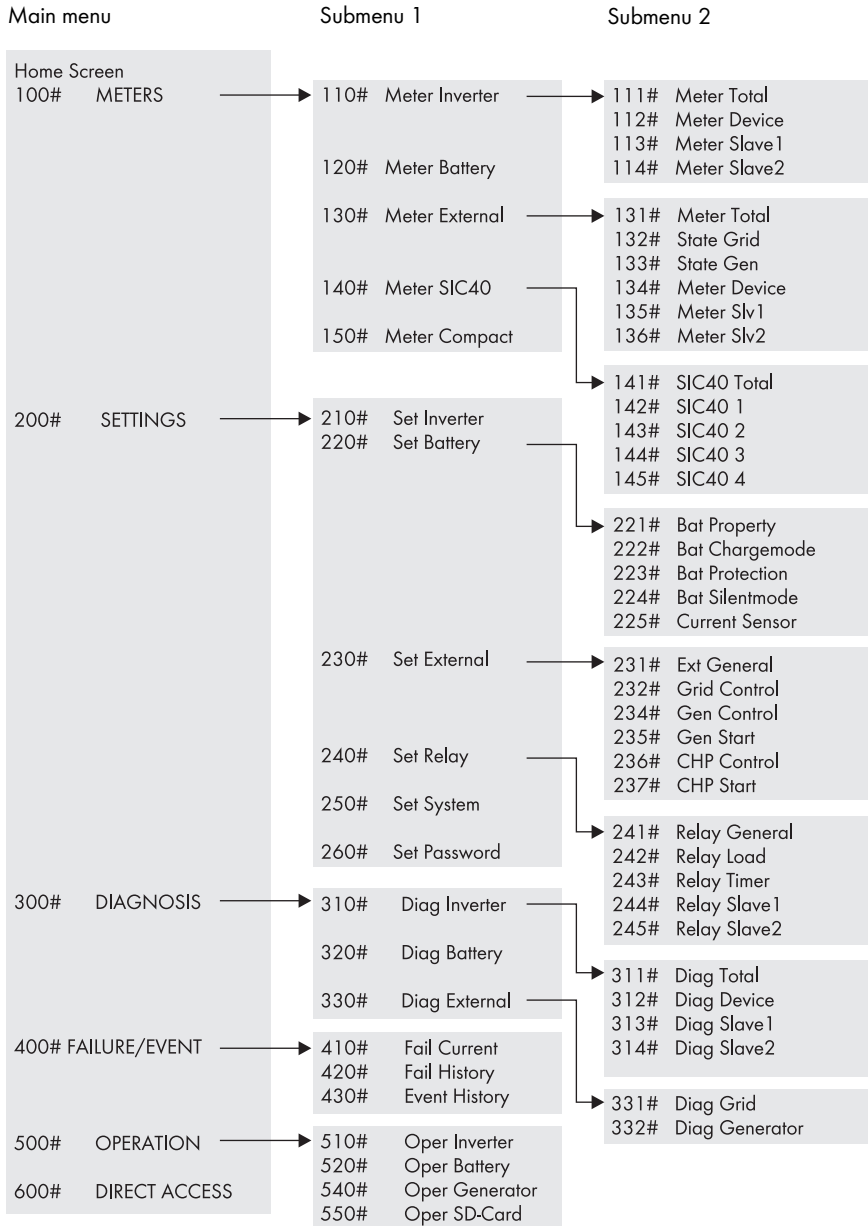 Main menu
Submenu 1
Submenu 2
Home Screen
100# METERS
110# Meter Inverter
120# Meter Battery
130# Meter External
140# Meter SIC40
150# Meter Compact
111# Meter Total
112# Meter Device
113# Meter Slave1
114# Meter Slave2
131# Meter Total
132# State Grid
133# State Gen
134# Meter Device
135# Meter Slv1
136# Meter Slv2
141# SIC40 Total
142# SIC40 1
143# SIC40 2
144# SIC40 3
145# SIC40 4
200# SETTINGS
210# Set Inverter
220# Set Battery
230# Set External
240# Set Relay
250# Set System
260# Set Password
221# Bat Property
222# Bat Chargemode
223# Bat Protection
224# Bat Silentmode
225# Current Sensor
231# Ext General
232# Grid Control
234# Gen Control
235# Gen Start
236# CHP Control
237# CHP Start
241# Relay General
242# Relay Load
243# Relay Timer
244# Relay Slave1
245# Relay Slave2
300# DIAGNOSIS
310# Diag Inverter
320# Diag Battery
330# Diag External
311# Diag Total
312# Diag Device
313# Diag Slave1
314# Diag Slave2
331# Diag Grid
332# Diag Generator
400# FAILURE/EVENT
410# Fail Current
420# Fail History
430# Event History
500# OPERATION
510# Oper Inverter
520# Oper Battery
540# Oper Generator
550# Oper SD-Card
600# DIRECT ACCESS